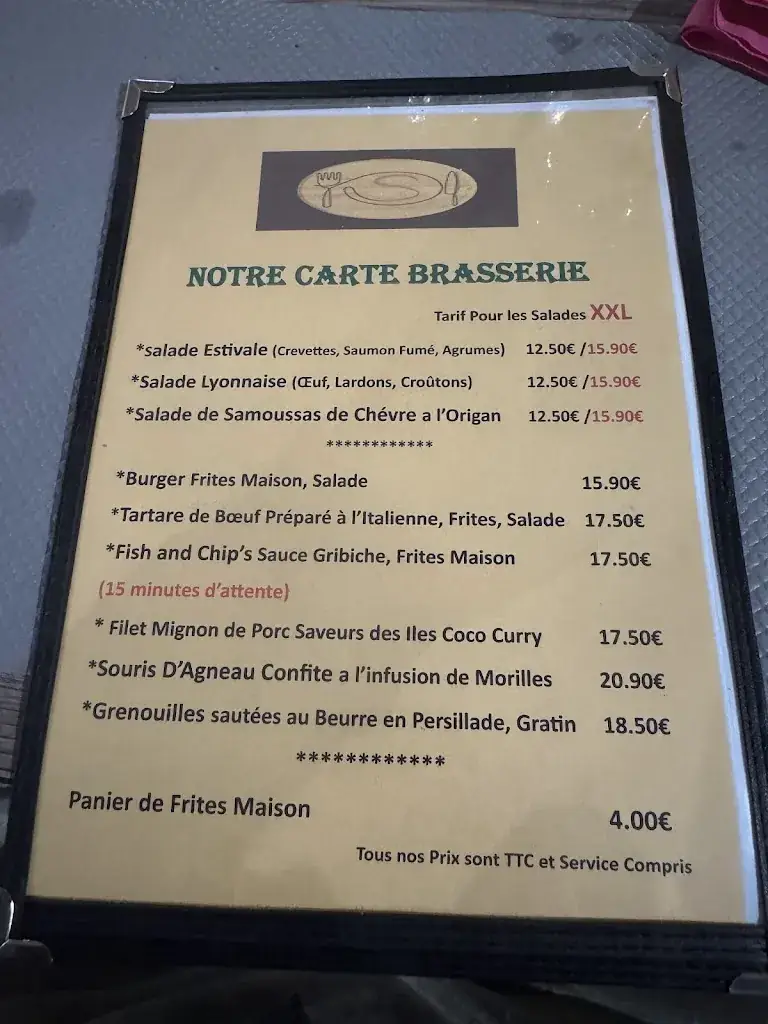 NOTRE CARTE BRASSERIE
Tarif Pour les Salades XXL
*salade Estivale (Crevettes, Saumon Fumé, Agrumes) 12.50€ /15.90€
*Salade Lyonnaise (Œuf, Lardons, Croûtons) 12.50€ /15.90€
*Salade de Samoussas de Chévre a l'Origan 12.50€ /15.90€
************
*Burger Frites Maison, Salade 15.90€
*Tartare de Bœuf Préparé à l'Italienne, Frites, Salade 17.50€
*Fish and Chip's Sauce Gribiche, Frites Maison 17.50€
(15 minutes d'attente)
* Filet Mignon de Porc Saveurs des Iles Coco Curry 17.50€
*Souris D'Agneau Confite a l'infusion de Morilles 20.90€
*Grenouilles sautées au Beurre en Persillade, Gratin 18.50€
************
Panier de Frites Maison 4.00€
Tous nos Prix sont TTC et Service Compris